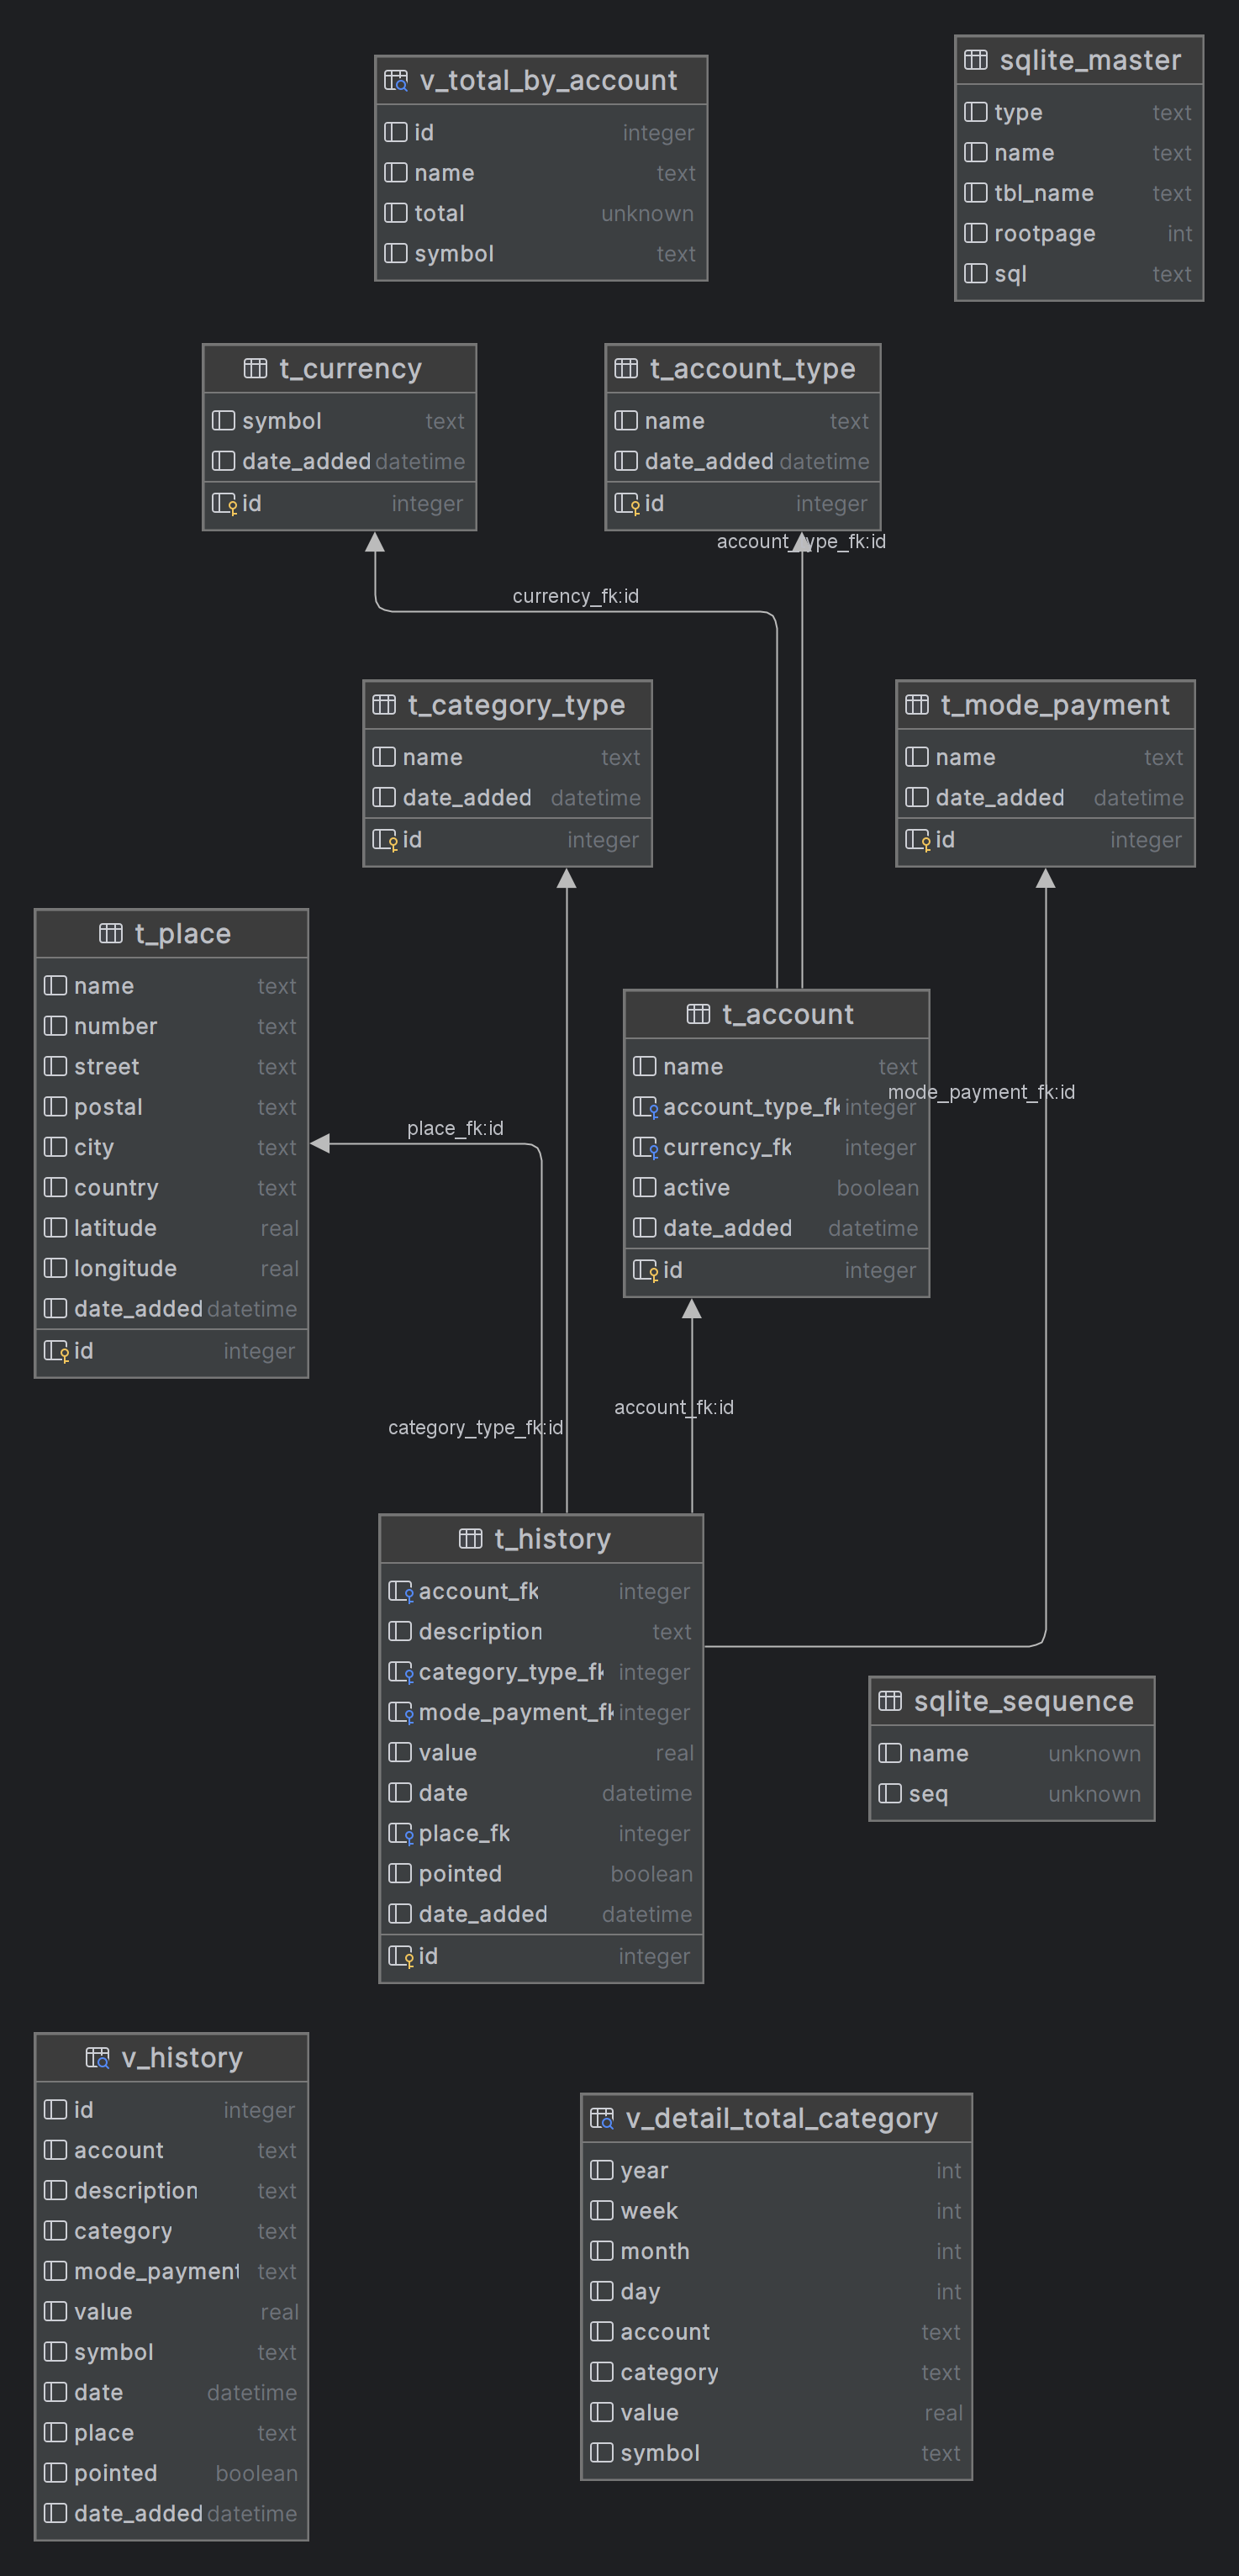 v_total_by_account
id integer
name text
total unknown
symbol text
sqlite_master
type text
name text
tbl_name text
rootpage int
sql text
t_currency
symbol text
date_added datetime
id integer
t_account_type
name text
date_added datetime
id integer
account_type_fk:id
currency_fk:id
t_category_type
name text
date_added datetime
id integer
t_mode_payment
name text
date_added datetime
id integer
t_place
name text
number text
street text
postal text
city text
country text
latitude real
longitude real
date_added datetime
id integer
t_account
name text
account_type_fk integer
currency_fk integer
active boolean
date_added datetime
id integer
mode_payment_fk:id
place_fk:id
account_fk:id
category_type_fk:id
t_history
account_fk integer
description text
category_type_fk integer
mode_payment_fk integer
value real
date datetime
place_fk integer
pointed boolean
date_added datetime
id integer
sqlite_sequence
name unknown
seq unknown
v_history
id integer
account text
description text
category text
mode_payment text
value real
symbol text
date datetime
place text
pointed boolean
date_added datetime
v_detail_total_category
year int
week int
month int
day int
account text
category text
value real
symbol text